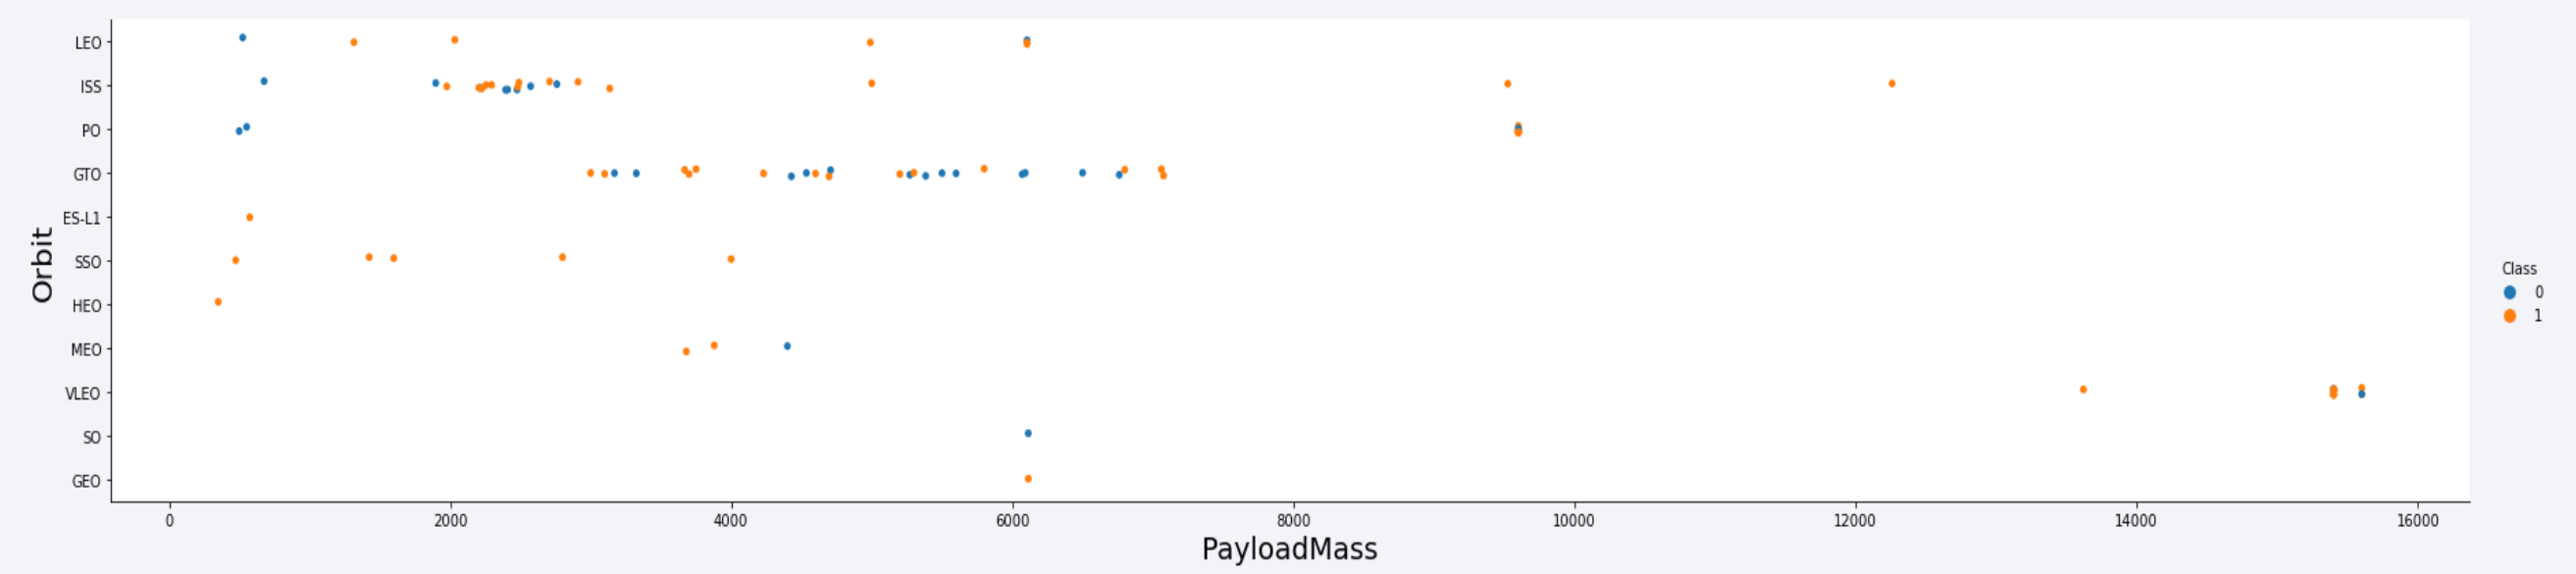 LEO
ISS
PO
GTO
ES-L1
SSO
HEO
MEO
VLEO
SO
GEO
Orbit
0 2000 4000 6000 8000 10000 12000 14000 16000
PayloadMass
Class
0
1